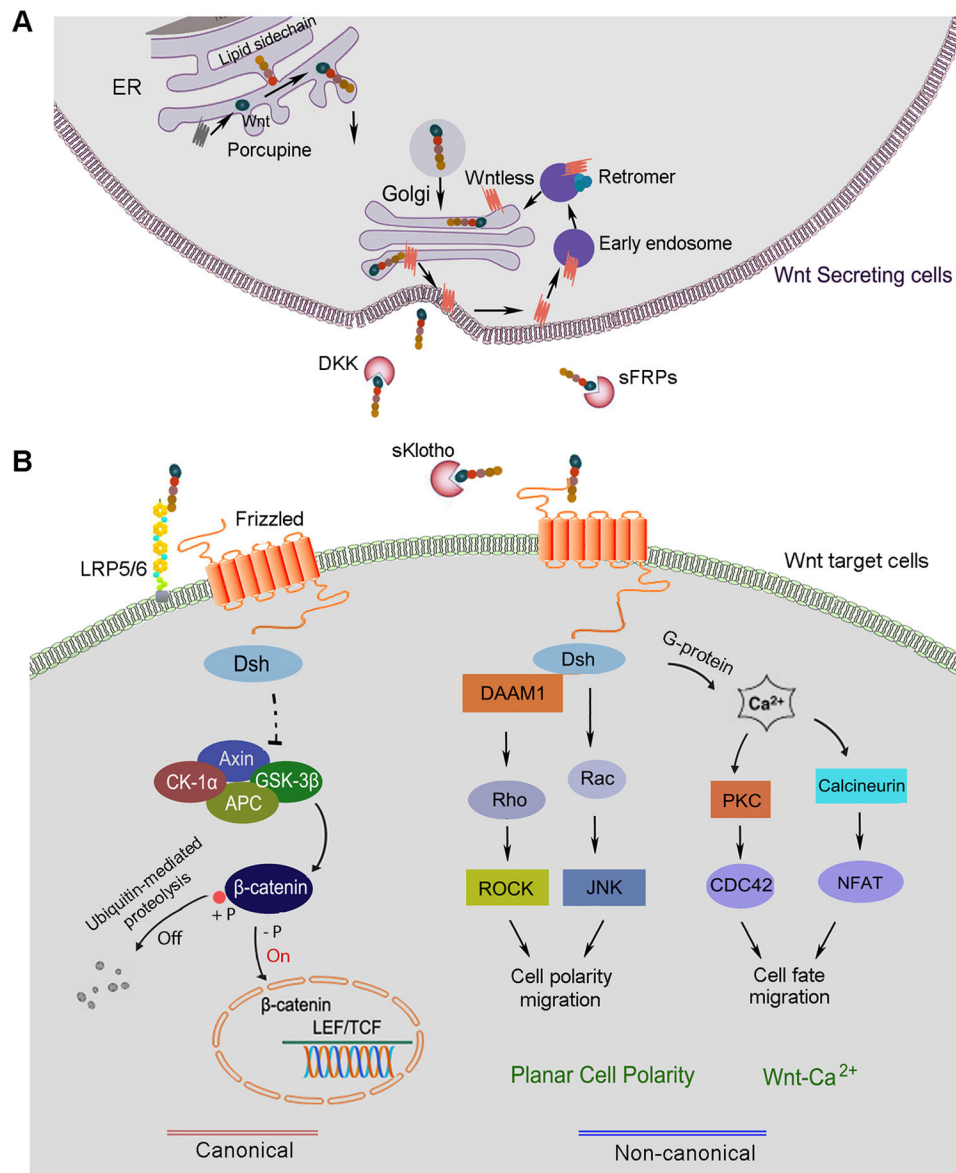 A
Lipid sidechain
ER
Wnt
Porcupine
Wntless
Retromer
Golgi
Early endosome
Wnt Secreting cells
DKK
sFRPs
B
sKlotho
Frizzled
LRP5/6
Wnt target cells
Dsh
Dsh
G-protein
DAAM1
Ca2+
Axin
CK-1α
GSK-3β
APC
Rho
Rac
PKC
Calcineurin
β-catenin
Ubiquitin-mediated
proteolysis
+ P
Off
- P
On
ROCK
JNK
CDC42
NFAT
β-catenin
LEF/TCF
Cell polarity
migration
Cell fate
migration
Planar Cell Polarity
Wnt-Ca2+
Canonical
Non-canonical